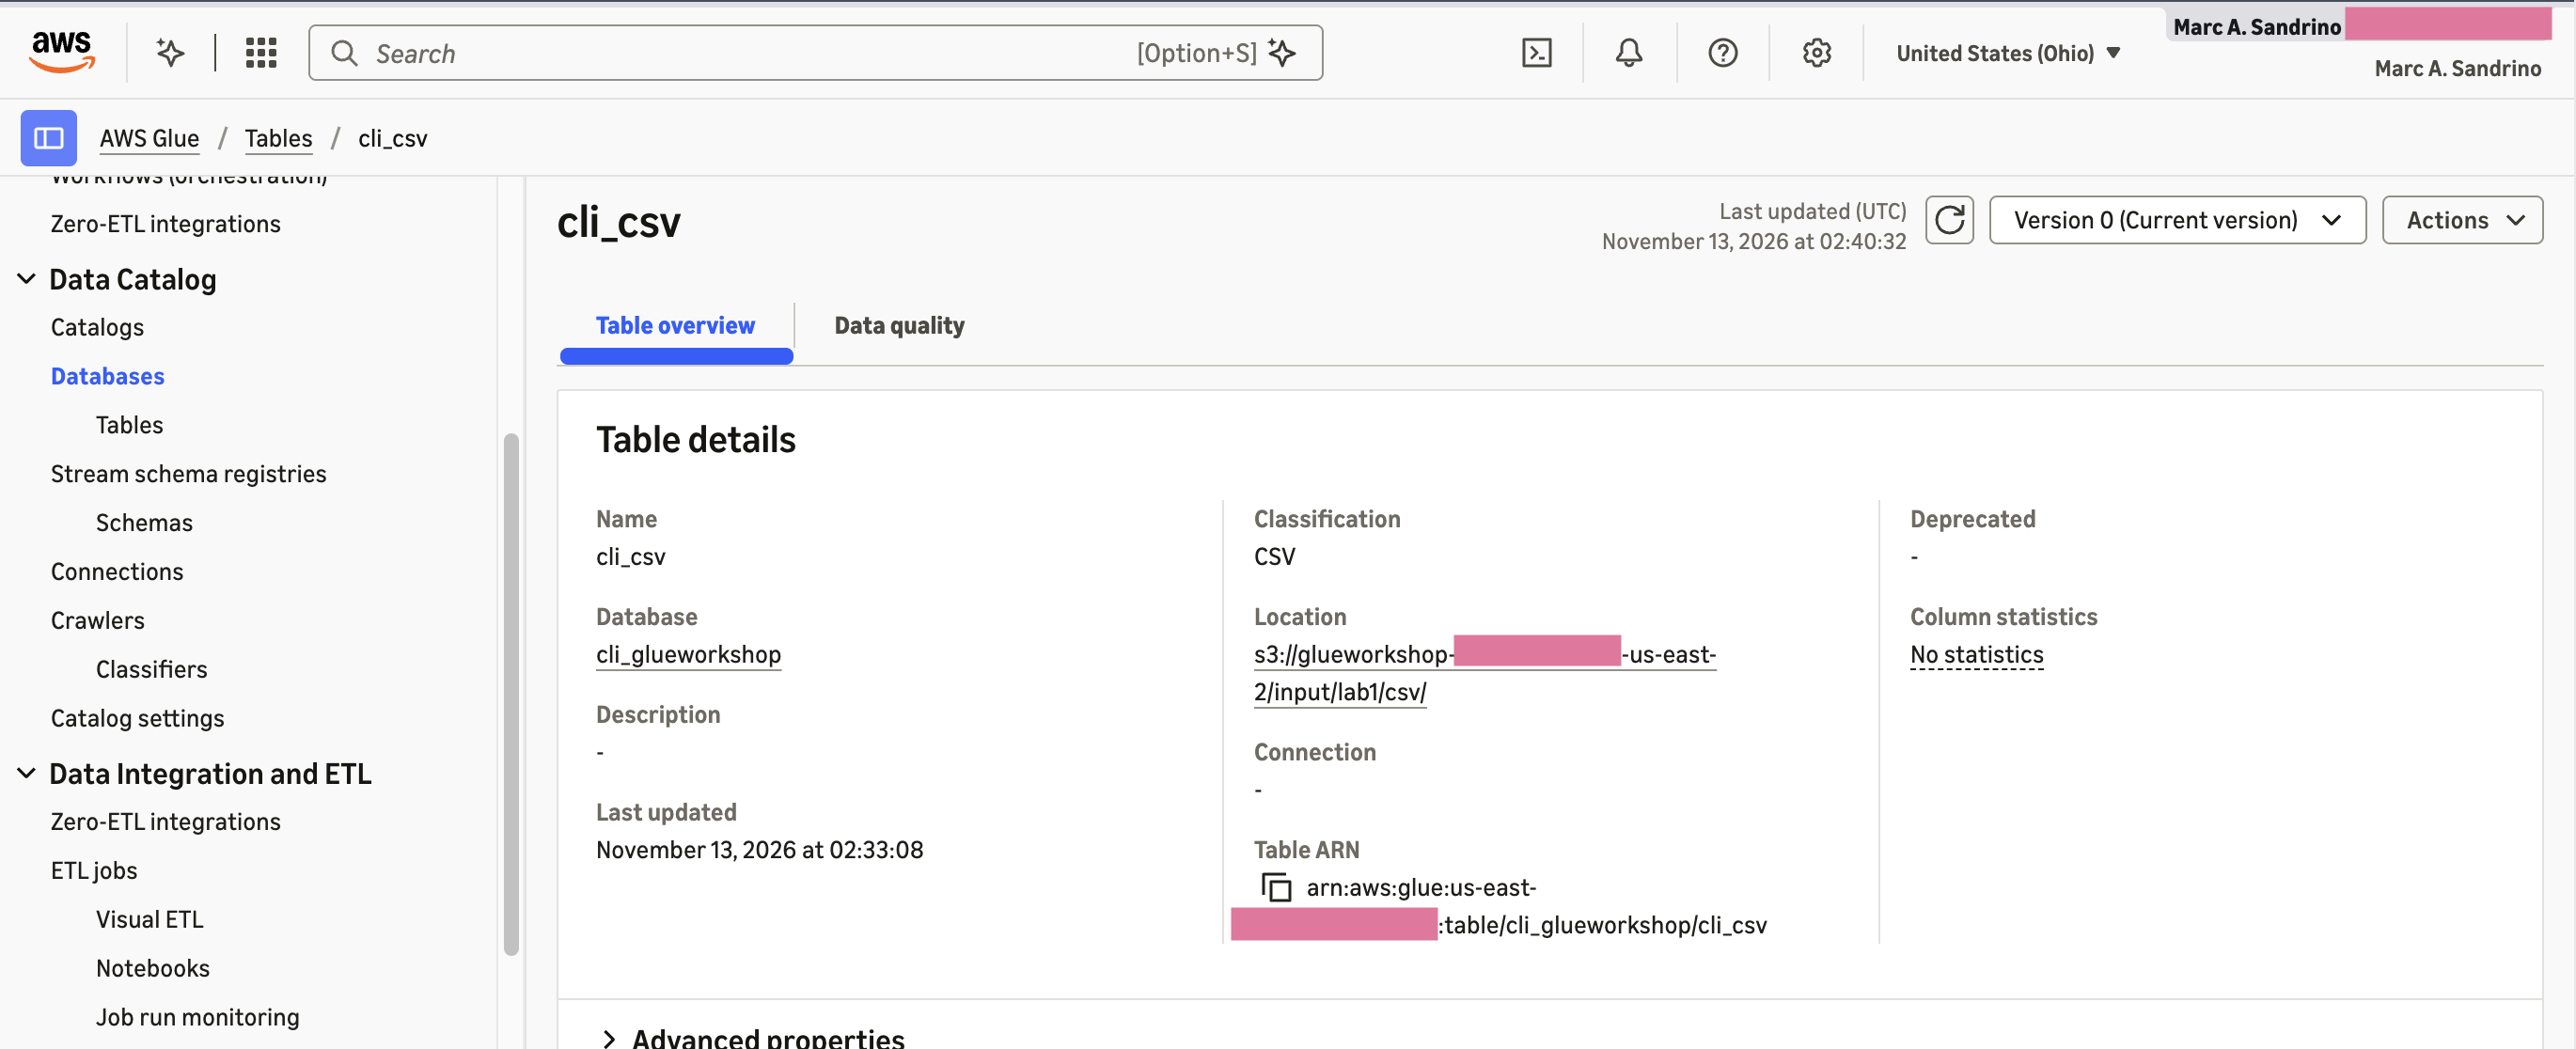 aws
Search
[Option+S]
United States (Ohio)
Marc A. Sandrino
Marc A. Sandrino
AWS Glue / Tables / cli_csv
Workflows (orchestration)
Zero-ETL integrations
Data Catalog
Catalogs
Databases
Tables
Stream schema registries
Schemas
Connections
Crawlers
Classifiers
Catalog settings
Data Integration and ETL
Zero-ETL integrations
ETL jobs
Visual ETL
Notebooks
Job run monitoring
cli_csv
Last updated (UTC)
November 13, 2026 at 02:40:32
Version 0 (Current version)
Actions
Table overview
Data quality
Table details
Name
cli_csv
Database
cli_glueworkshop
Description
-
Last updated
November 13, 2026 at 02:33:08
Classification
CSV
Location
s3://glueworkshop- -us-east-
2/input/lab1/csv/
Connection
-
Table ARN
arn:aws:glue:us-east-
:table/cli_glueworkshop/cli_csv
Deprecated
-
Column statistics
No statistics
Advanced properties